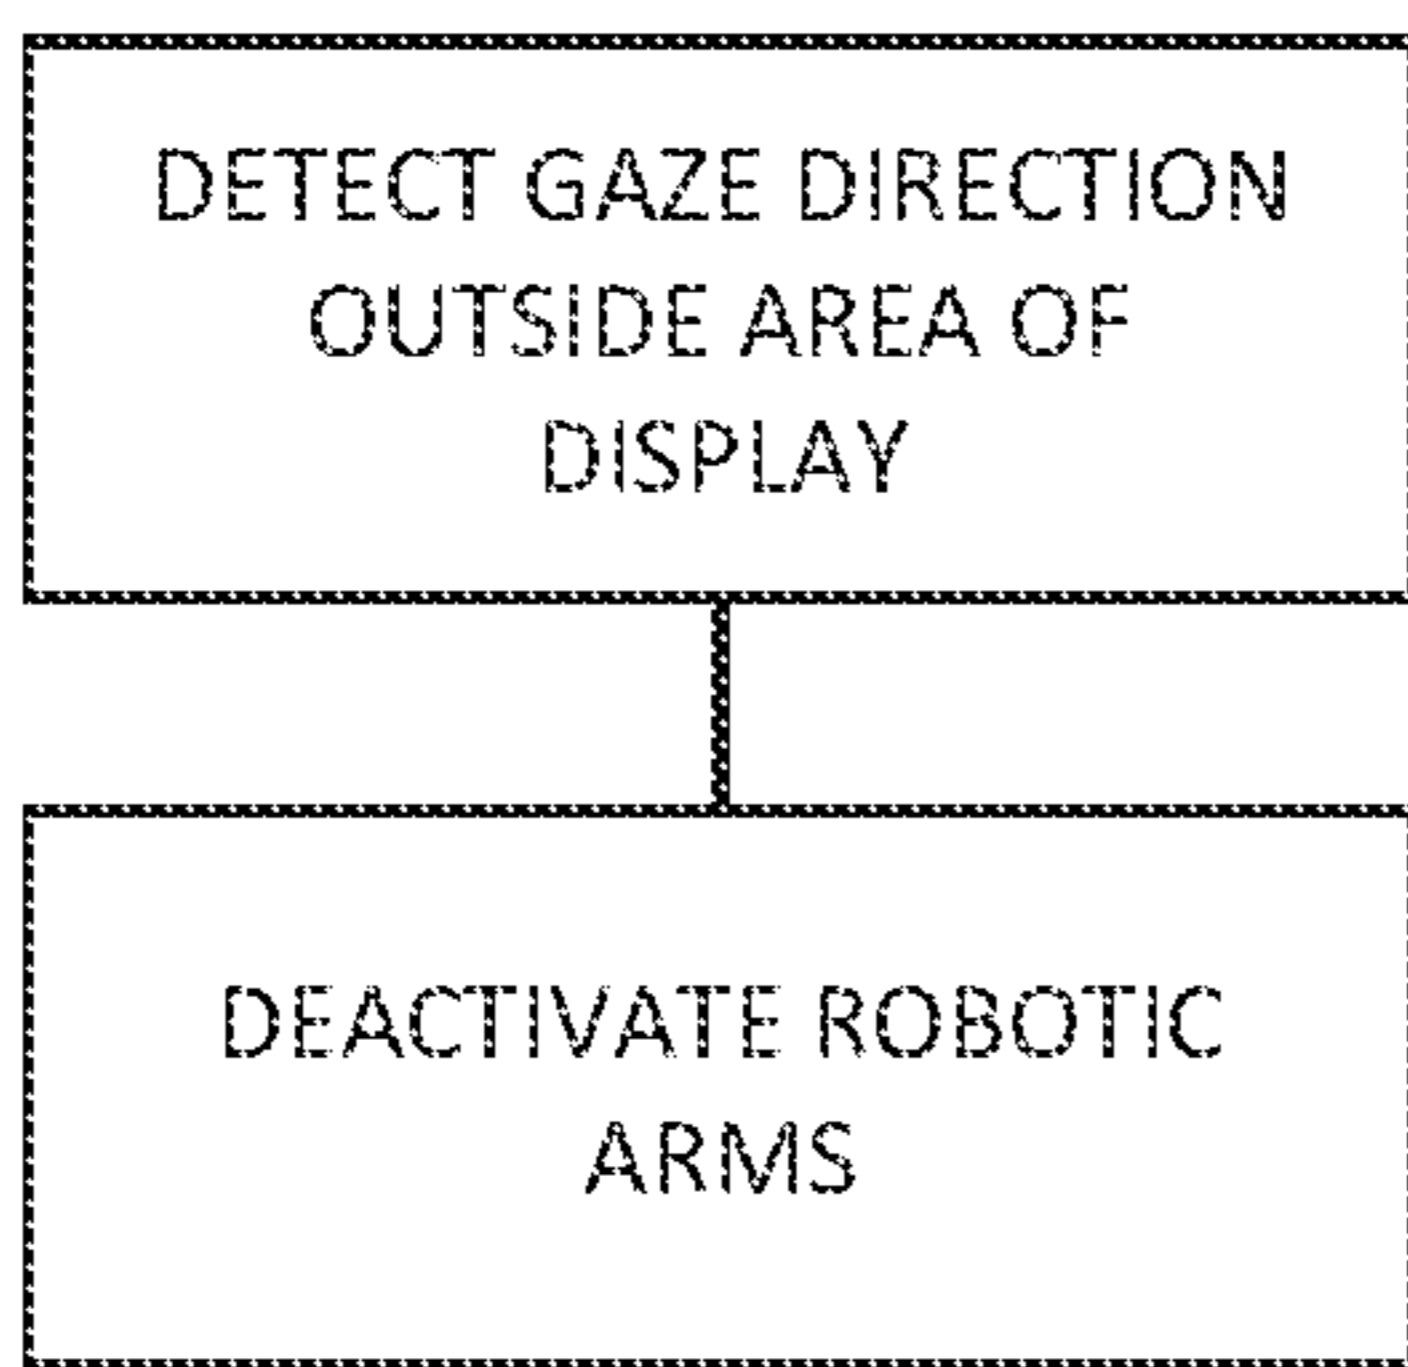 DETECT GAZE DIRECTION
OUTSIDE AREA OF
DISPLAY
DEACTIVATE ROBOTIC
ARMS